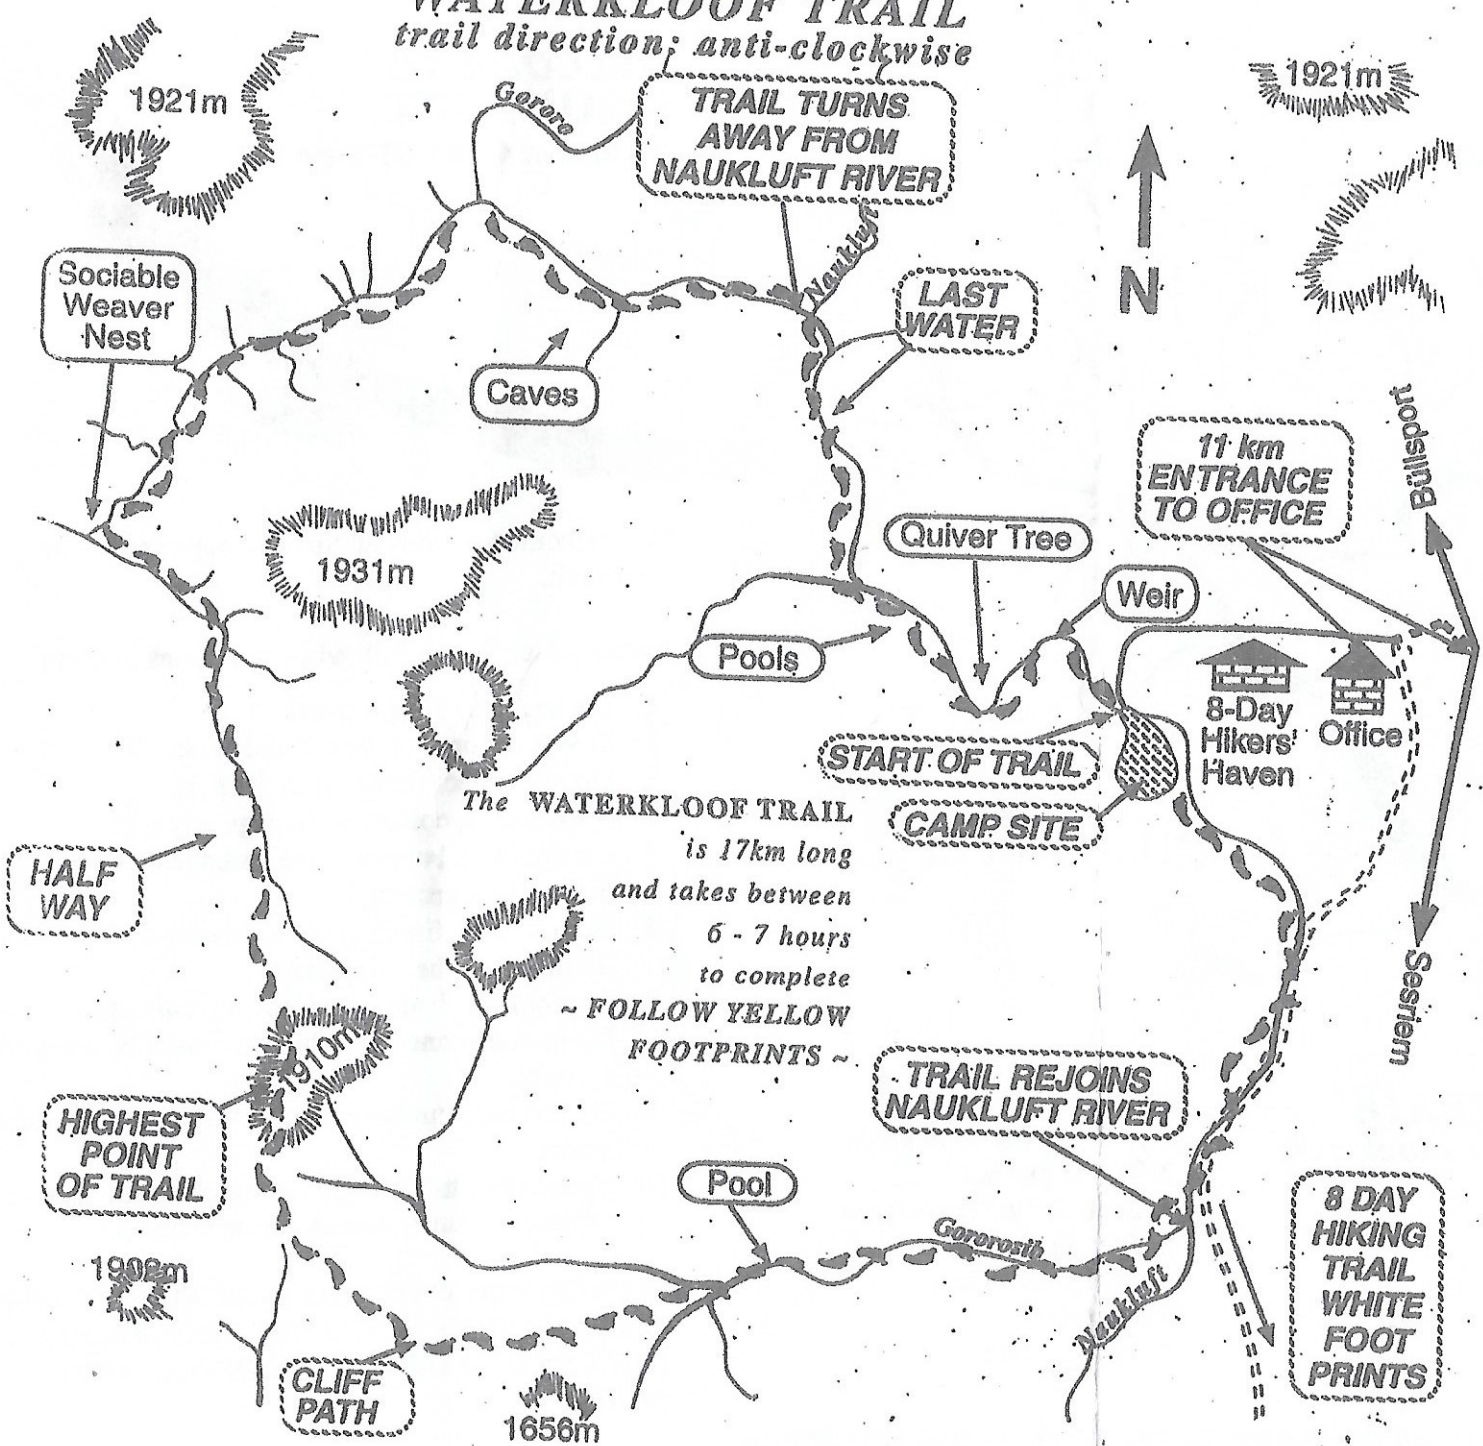 WATERKLOOF TRAIL
trail direction; anti-clockwise
1921m
Gororo
TRAIL TURNS
AWAY FROM
NAUKLUFT RIVER
1921m
Naukluft
Sociable
Weaver
Nest
LAST
WATER
N
Caves
Büllsport
11 km
ENTRANCE
TO OFFICE
Quiver Tree
1931m
Weir
Pools
8-Day
Hikers'
Haven
Office
START OF TRAIL
CAMP SITE
The WATERKLOOF TRAIL
is 17km long
and takes between
6 - 7 hours
to complete
~ FOLLOW YELLOW
FOOTPRINTS ~
HALF
WAY
Sesriem
1910m
TRAIL REJOINS
NAUKLUFT RIVER
HIGHEST
POINT
OF TRAIL
Pool
8 DAY
HIKING
TRAIL
WHITE
FOOT
PRINTS
Gororosib
1908m
Naukluft
CLIFF
PATH
1656m